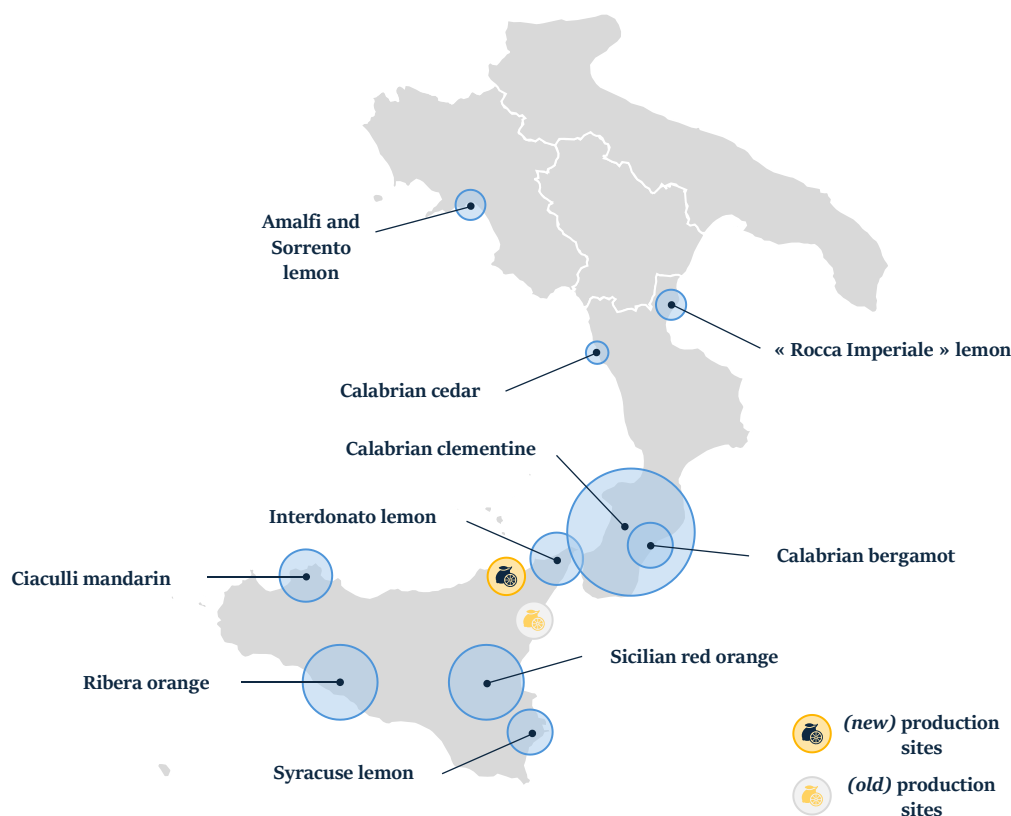 Amalfi and
Sorrento
lemon
« Rocca Imperiale » lemon
Calabrian cedar
Calabrian clementine
Interdonato lemon
Calabrian bergamot
Ciaculli mandarin
Sicilian red orange
Ribera orange
(new) production
sites
Syracuse lemon
(old) production
sites